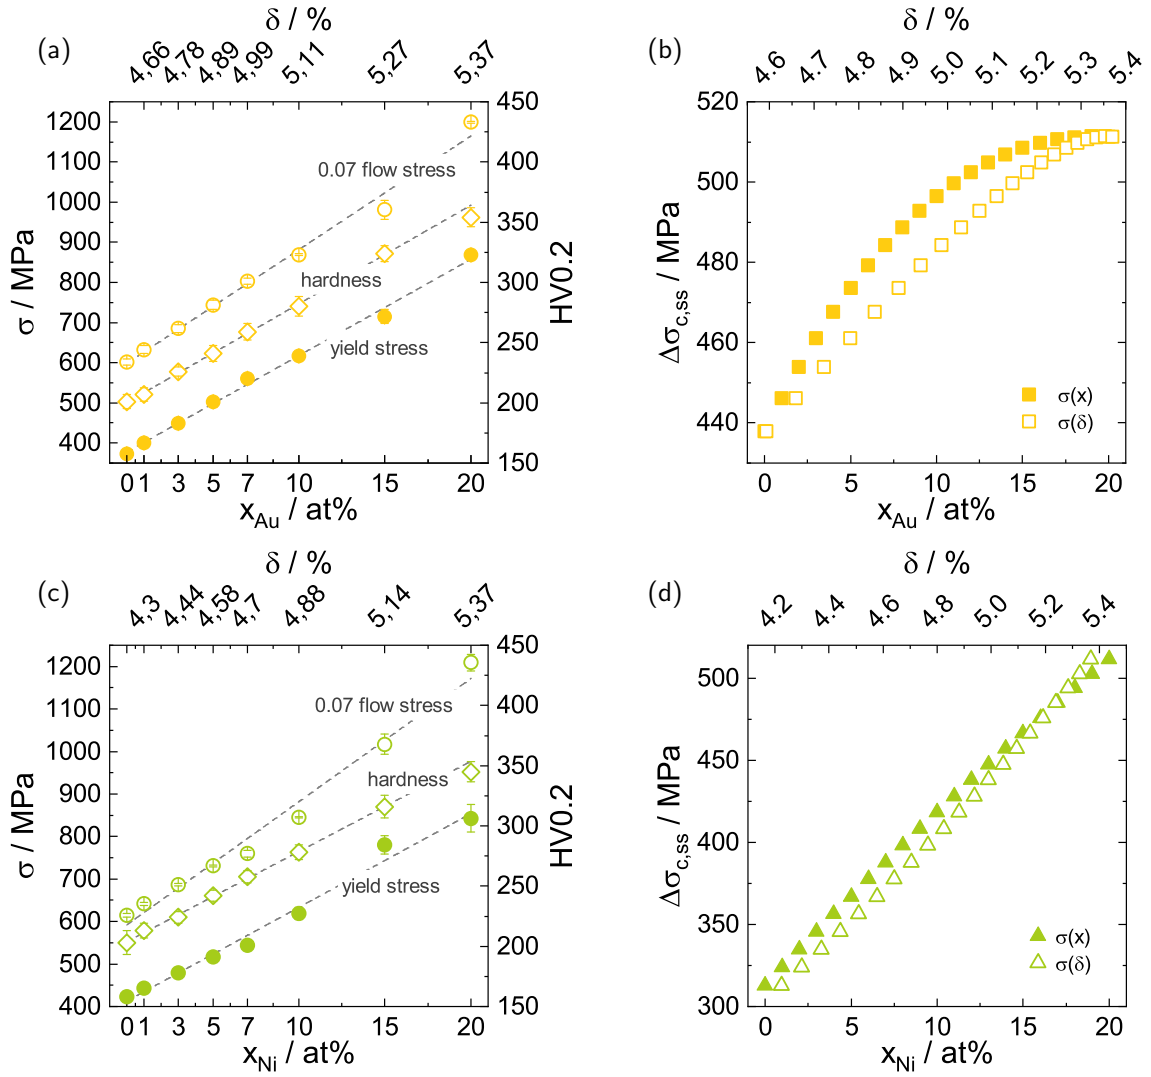 (a)
δ / %
4,66 4,78 4,89 4,99 5,11 5,27 5,37
σ / MPa
1200
1100
1000
900
800
700
600
500
400
450
400
350
300
250
200
150
HV0.2
0.07 flow stress
hardness
yield stress
0 1 3 5 7 10 15 20
x_Au / at%
(b)
δ / %
4.6 4.7 4.8 4.9 5.0 5.1 5.2 5.3 5.4
Δσ_c,ss / MPa
520
500
480
460
440
σ(x)
σ(δ)
0 5 10 15 20
x_Au / at%
(c)
δ / %
4,3 4,44 4,58 4,7 4,88 5,14 5,37
σ / MPa
1200
1100
1000
900
800
700
600
500
400
450
400
350
300
250
200
150
HV0.2
0.07 flow stress
hardness
yield stress
0 1 3 5 7 10 15 20
x_Ni / at%
(d)
δ / %
4.2 4.4 4.6 4.8 5.0 5.2 5.4
Δσ_c,ss / MPa
500
450
400
350
300
σ(x)
σ(δ)
0 5 10 15 20
x_Ni / at%